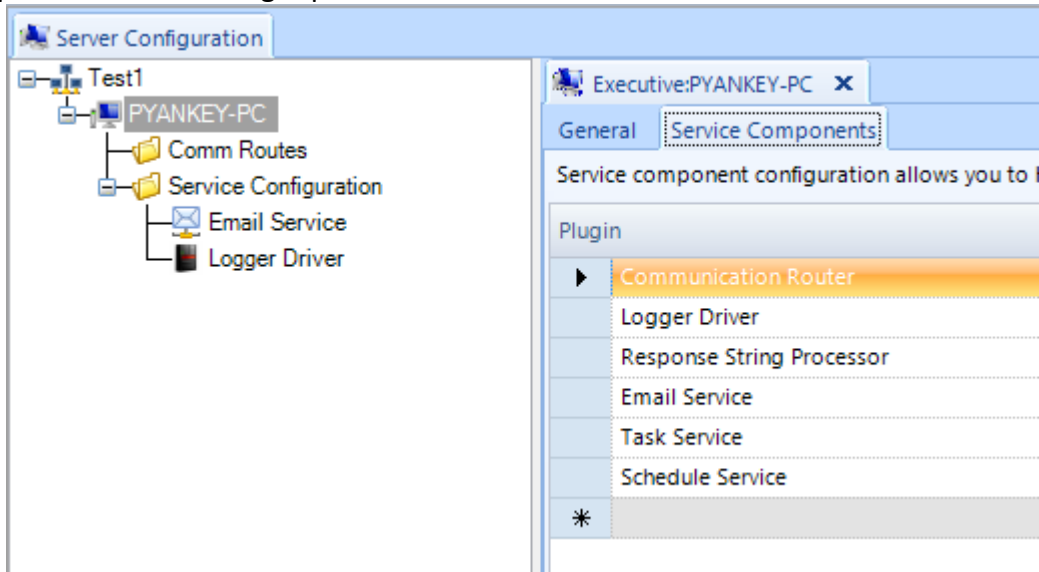 Server Configuration
Test1
PYANKEY-PC
Comm Routes
Service Configuration
Email Service
Logger Driver
Executive:PYANKEY-PC
General Service Components
Service component configuration allows you to
Plugin
Communication Router
Logger Driver
Response String Processor
Email Service
Task Service
Schedule Service